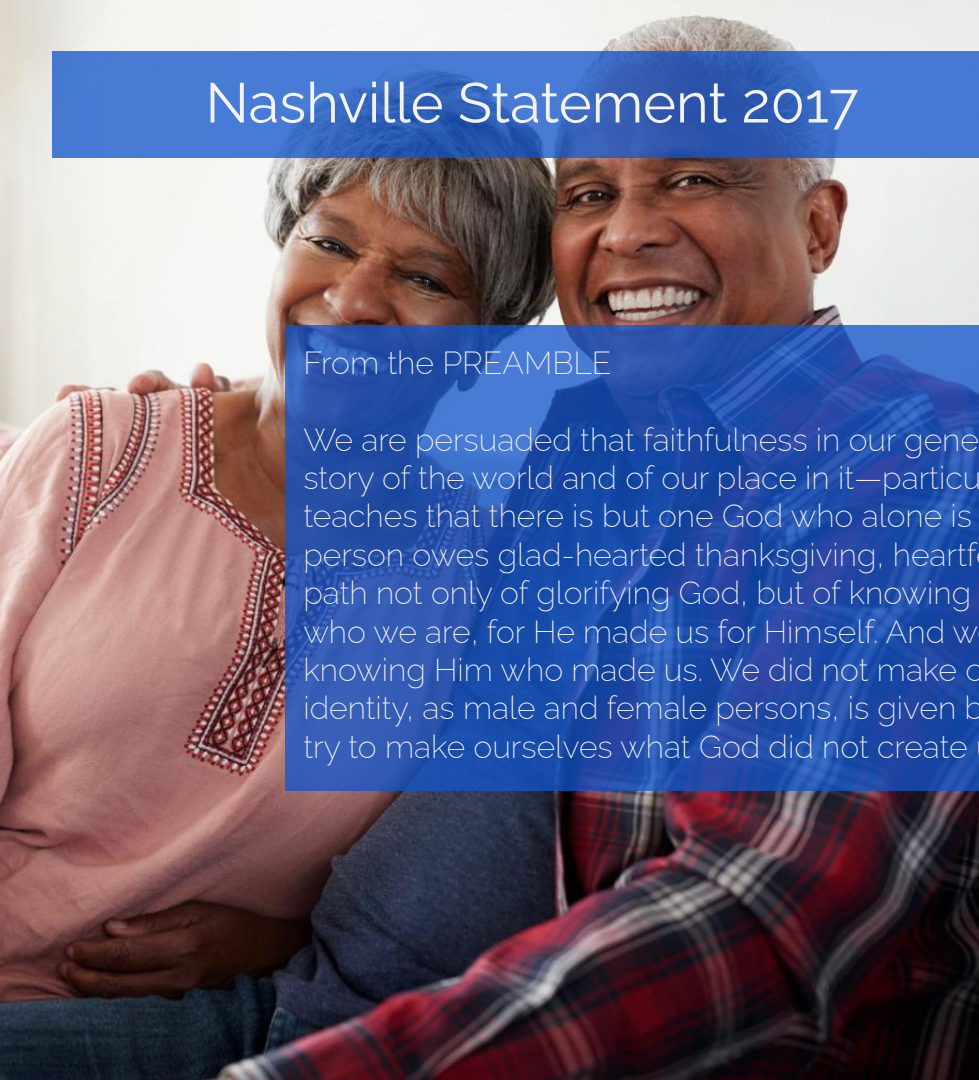 Nashville Statement 2017
From the PREAMBLE
We are persuaded that faithfulness in our gene
story of the world and of our place in it—particu
teaches that there is but one God who alone is
person owes glad-hearted thanksgiving, heartf
path not only of glorifying God, but of knowing
who we are, for He made us for Himself. And w
knowing Him who made us. We did not make o
identity, as male and female persons, is given b
try to make ourselves what God did not create